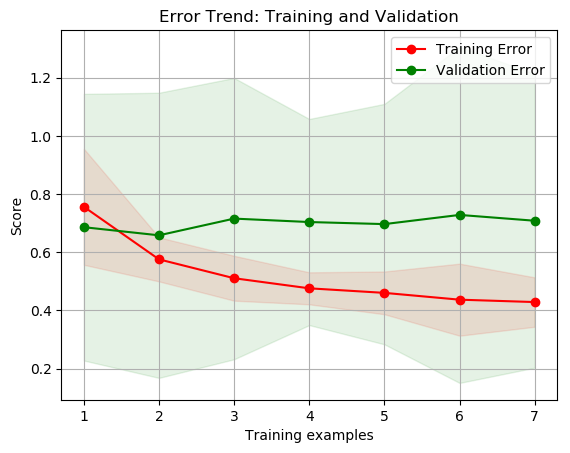 Error Trend: Training and Validation
Training Error
Validation Error
Score
1.2
1.0
0.8
0.6
0.4
0.2
1 2 3 4 5 6 7
Training examples